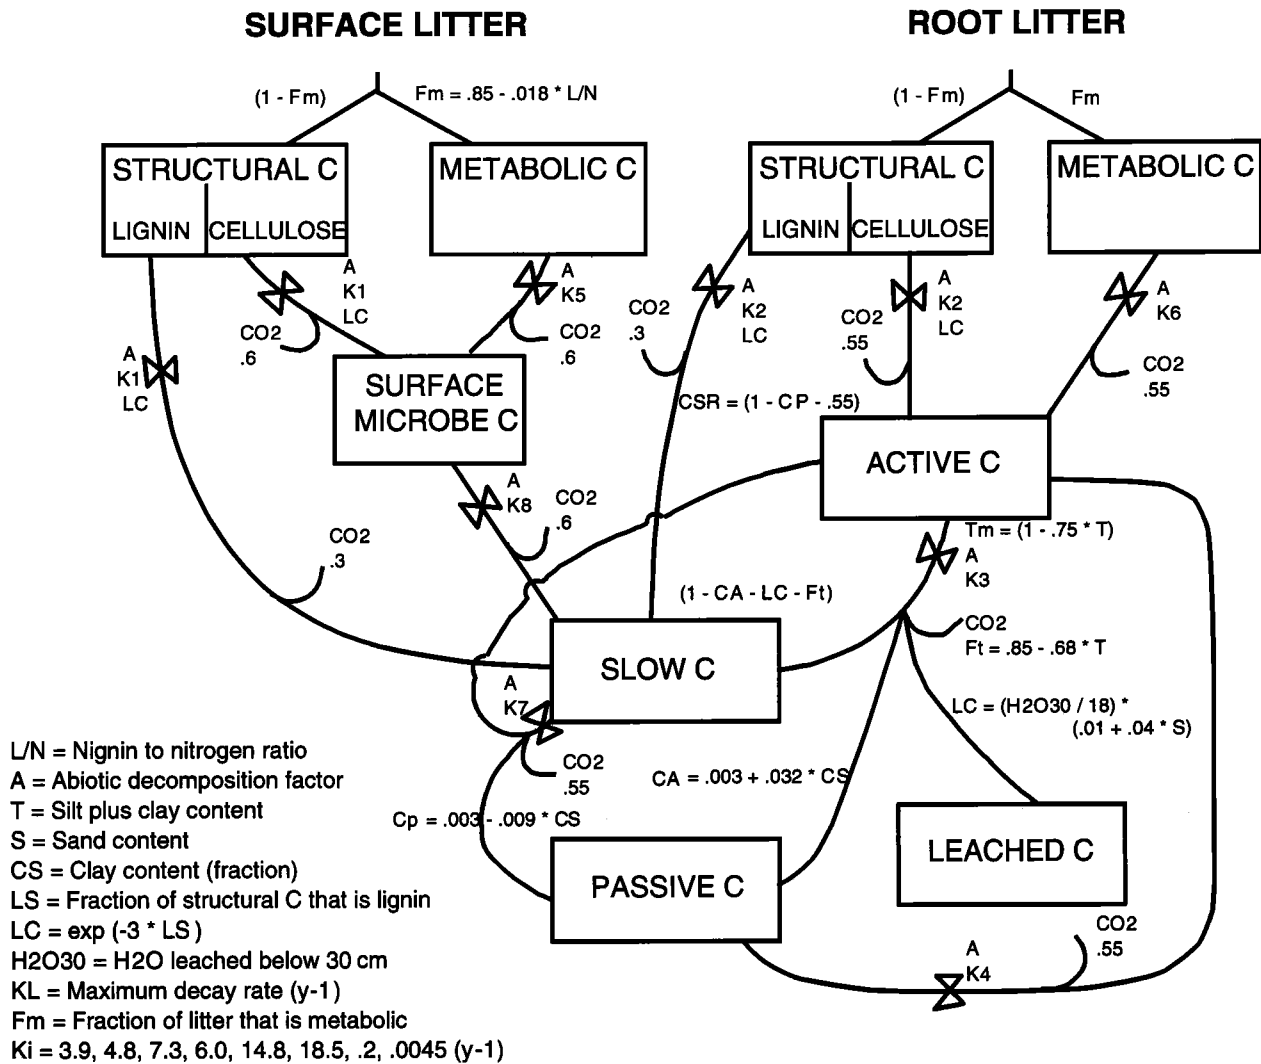 SURFACE LITTER
ROOT LITTER
(1 - Fm)
Fm = .85 - .018 * L/N
(1 - Fm)
Fm
STRUCTURAL C
LIGNIN
CELLULOSE
METABOLIC C
STRUCTURAL C
LIGNIN
CELLULOSE
METABOLIC C
A
K1
LC
CO2
.6
A
K5
CO2
.6
A
K1
LC
CO2
.3
A
K2
LC
CO2
.55
A
K2
LC
A
K6
CO2
.55
SURFACE
MICROBE C
CSR = (1 - CP - .55)
ACTIVE C
A
K8
CO2
.6
CO2
.3
Tm = (1 - .75 * T)
A
K3
(1 - CA - LC - Ft)
CO2
Ft = .85 - .68 * T
SLOW C
A
K7
CO2
.55
LC = (H2O30 / 18) *
(.01 + .04 * S)
CA = .003 + .032 * CS
Cp = .003 - .009 * CS
PASSIVE C
LEACHED C
CO2
.55
A
K4
L/N = Nignin to nitrogen ratio
A = Abiotic decomposition factor
T = Silt plus clay content
S = Sand content
CS = Clay content (fraction)
LS = Fraction of structural C that is lignin
LC = exp (-3 * LS )
H2O30 = H2O leached below 30 cm
KL = Maximum decay rate (y-1)
Fm = Fraction of litter that is metabolic
Ki = 3.9, 4.8, 7.3, 6.0, 14.8, 18.5, .2, .0045 (y-1)